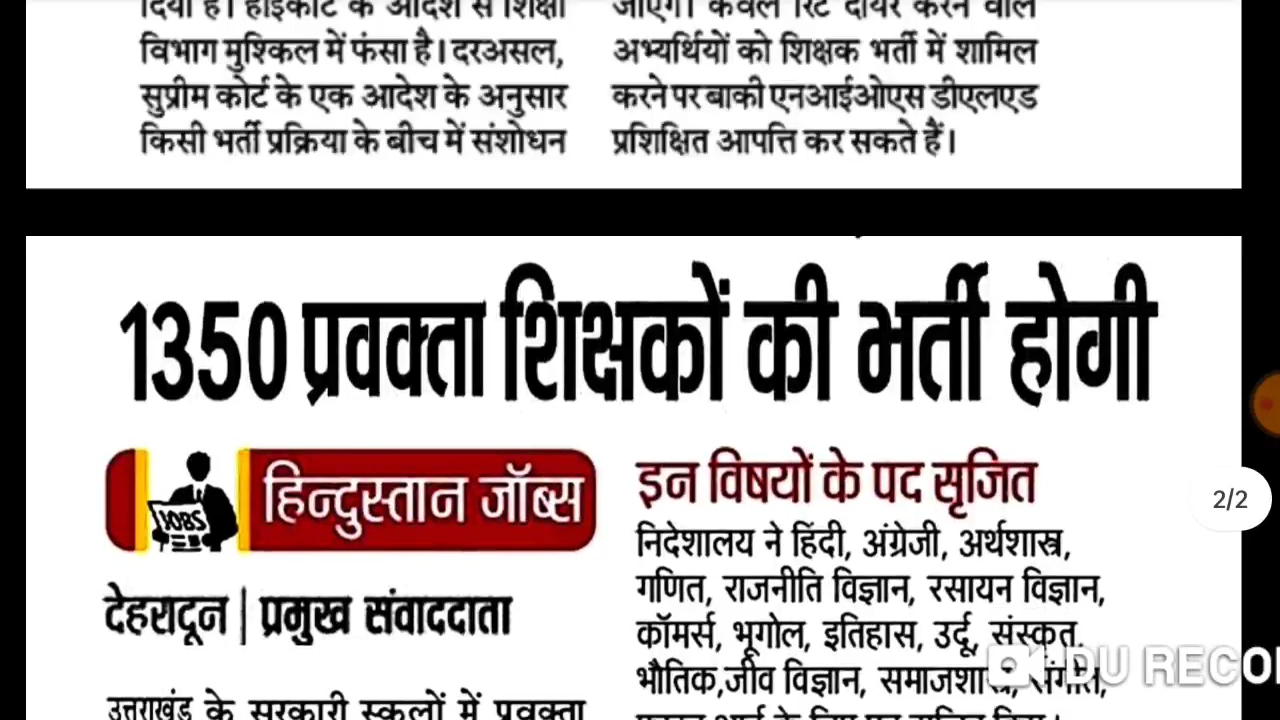 दिया है। हाईकोर्ट के आदेश से शिक्षा
विभाग मुश्किल में फंसा है। दरअसल,
सुप्रीम कोर्ट के एक आदेश के अनुसार
किसी भर्ती प्रक्रिया के बीच में संशोधन
जाएगा। केवल रिट दायर करने वाले
अभ्यर्थियों को शिक्षक भर्ती में शामिल
करने पर बाकी एनआईओएस डीएलएड
प्रशिक्षित आपत्ति कर सकते हैं।
1350 प्रवक्ता शिक्षकों की भर्ती होगी
JOBS
हिन्दुस्तान जॉब्स
देहरादून | प्रमुख संवाददाता
उत्तराखंड के सरकारी स्कूलों में प्रवक्ता
इन विषयों के पद सृजित
निदेशालय ने हिंदी, अंग्रेजी, अर्थशास्त्र,
गणित, राजनीति विज्ञान, रसायन विज्ञान,
कॉमर्स, भूगोल, इतिहास, उर्दू, संस्कृत,
भौतिक,जीव विज्ञान, समाजशास्त्र, संगीत,
2/2
DU RECO